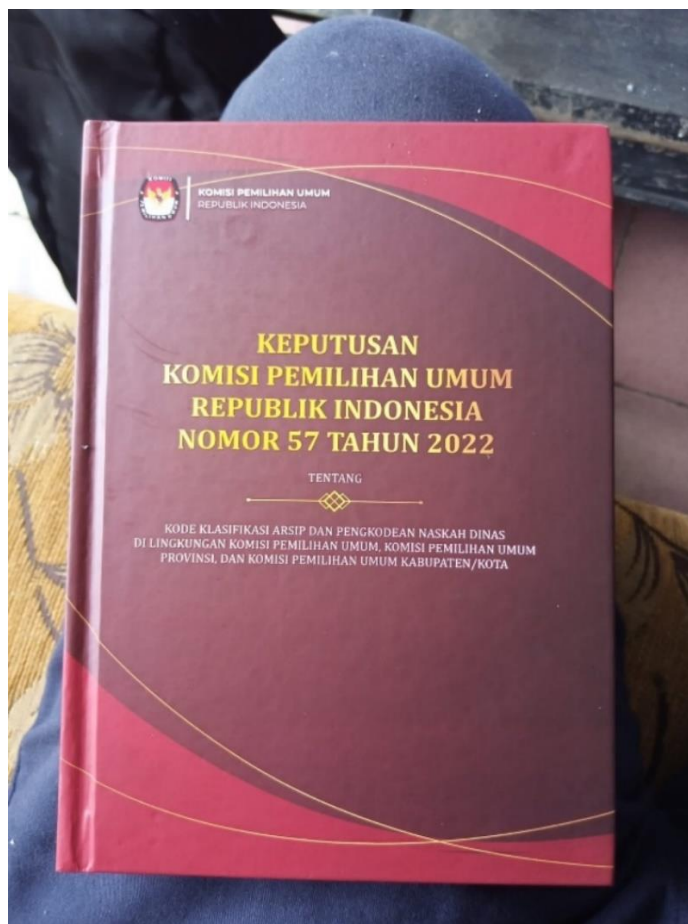 KOMISI PEMILIHAN UMUM
REPUBLIK INDONESIA
KEPUTUSAN
KOMISI PEMILIHAN UMUM
REPUBLIK INDONESIA
NOMOR 57 TAHUN 2022
TENTANG
KODE KLASIFIKASI ARSIP DAN PENGKODEAN NASKAH DINAS
DI LINGKUNGAN KOMISI PEMILIHAN UMUM, KOMISI PEMILIHAN UMUM
PROVINSI, DAN KOMISI PEMILIHAN UMUM KABUPATEN/KOTA